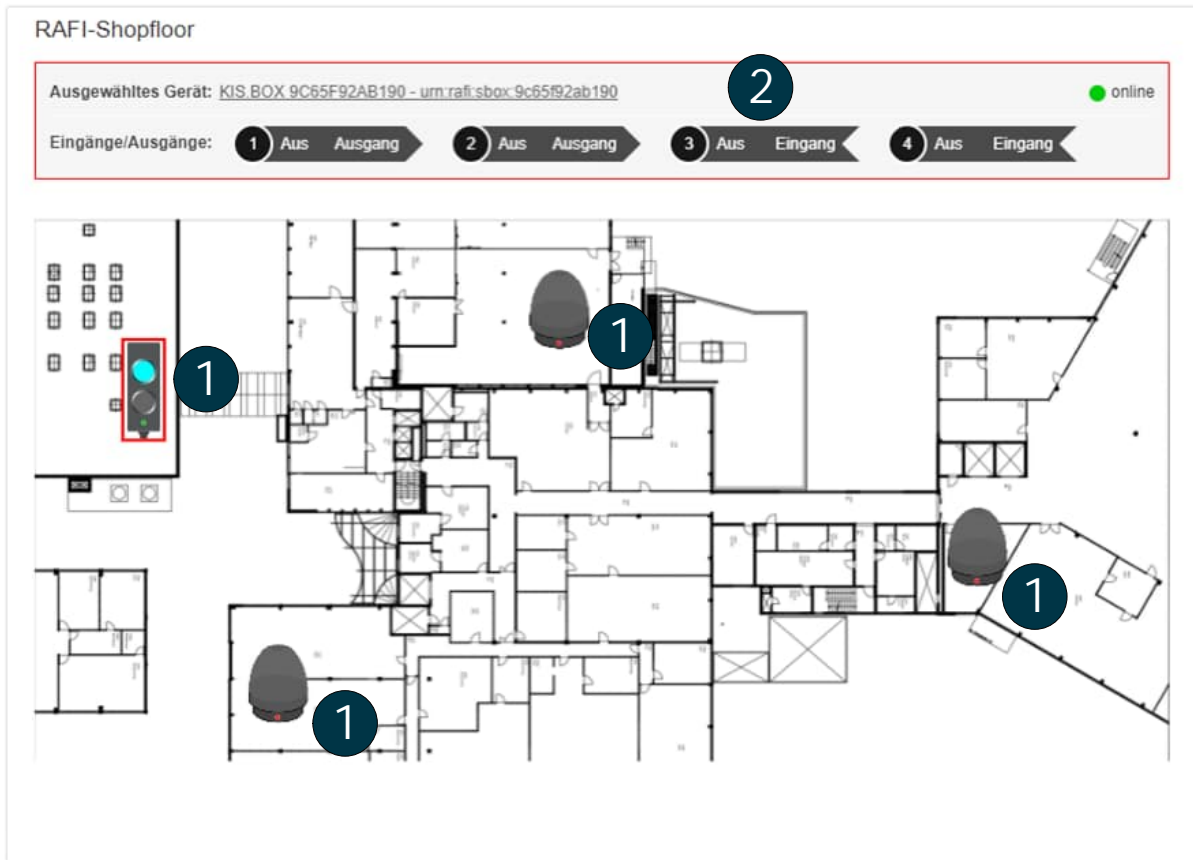 RAFI-Shopfloor
2
Ausgewähltes Gerät: KIS.BOX 9C65F92AB190 - urn:rafi:sbox:9c65f92ab190
online
Eingänge/Ausgänge: 1 Aus Ausgang 2 Aus Ausgang 3 Aus Eingang 4 Aus Eingang
1
1
1
1